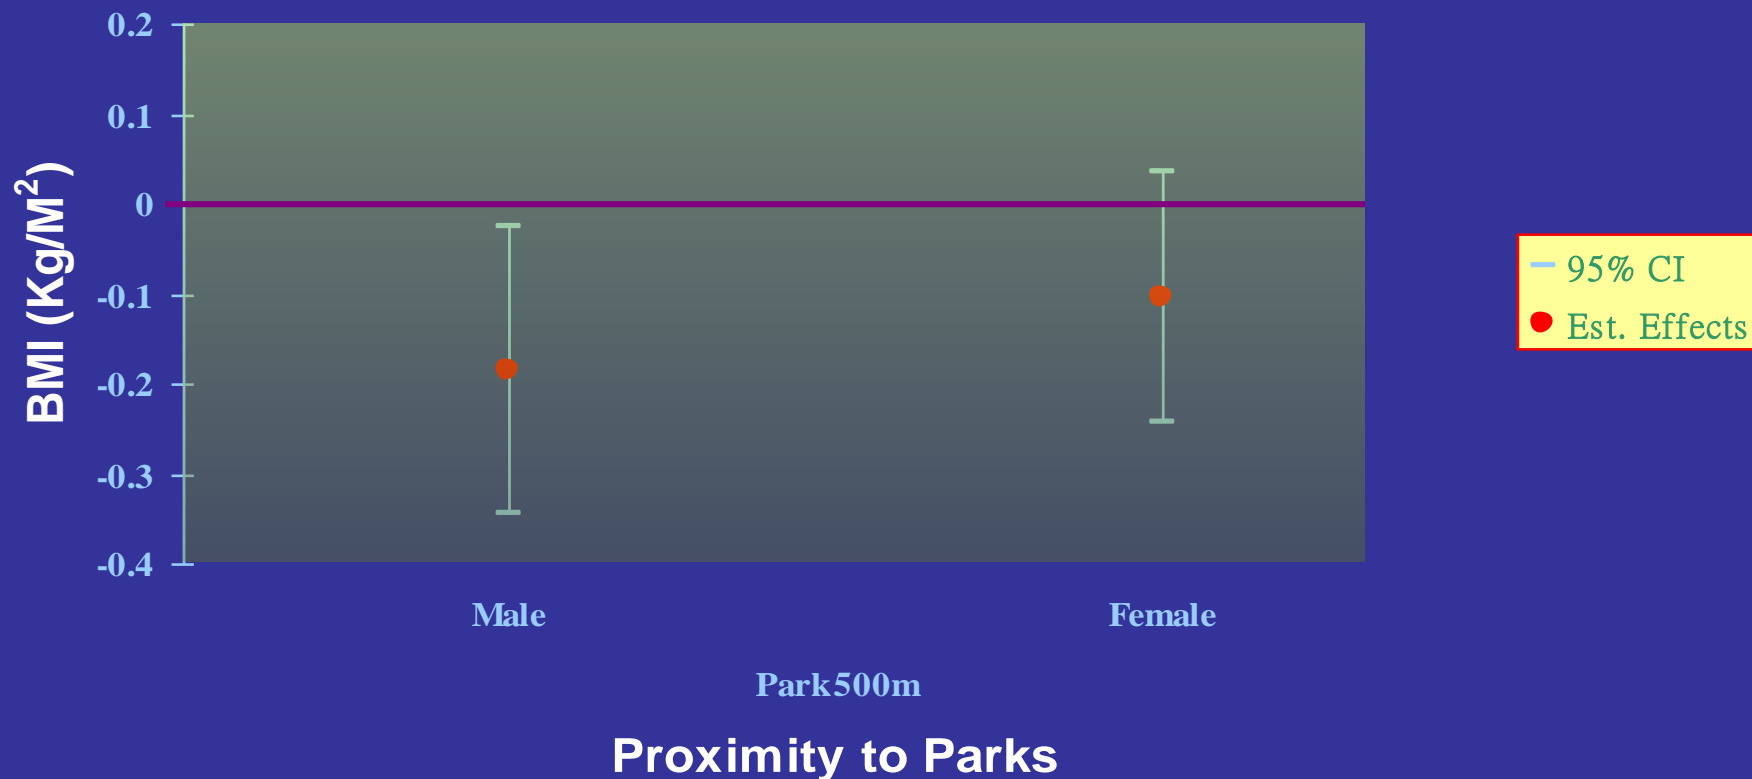 0.2
0.1
0
-0.1
-0.2
-0.3
-0.4
BMI (Kg/M²)
Male Female
Park500m
Proximity to Parks
95% CI
Est. Effects